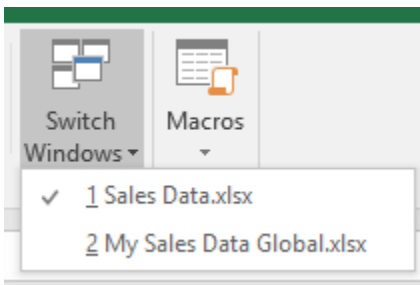 Switch
Windows
Macros
1 Sales Data.xlsx
2 My Sales Data Global.xlsx